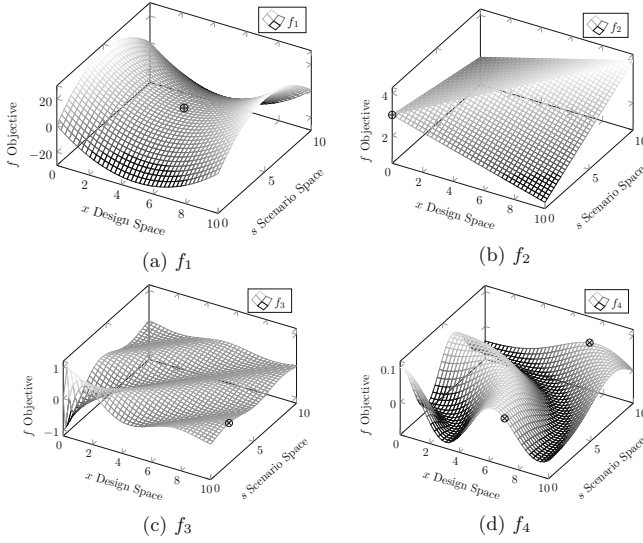 f₁
20
0
−20
f Objective
0
2
4
6
8
10
x Design Space
0
5
10
s Scenario Space
(a) f₁
f₂
4
2
f Objective
0
2
4
6
8
10
x Design Space
0
5
10
s Scenario Space
(b) f₂
f₃
1
0
−1
f Objective
0
2
4
6
8
10
x Design Space
0
5
10
s Scenario Space
(c) f₃
f₄
0.1
0
f Objective
0
2
4
6
8
10
x Design Space
0
5
10
s Scenario Space
(d) f₄